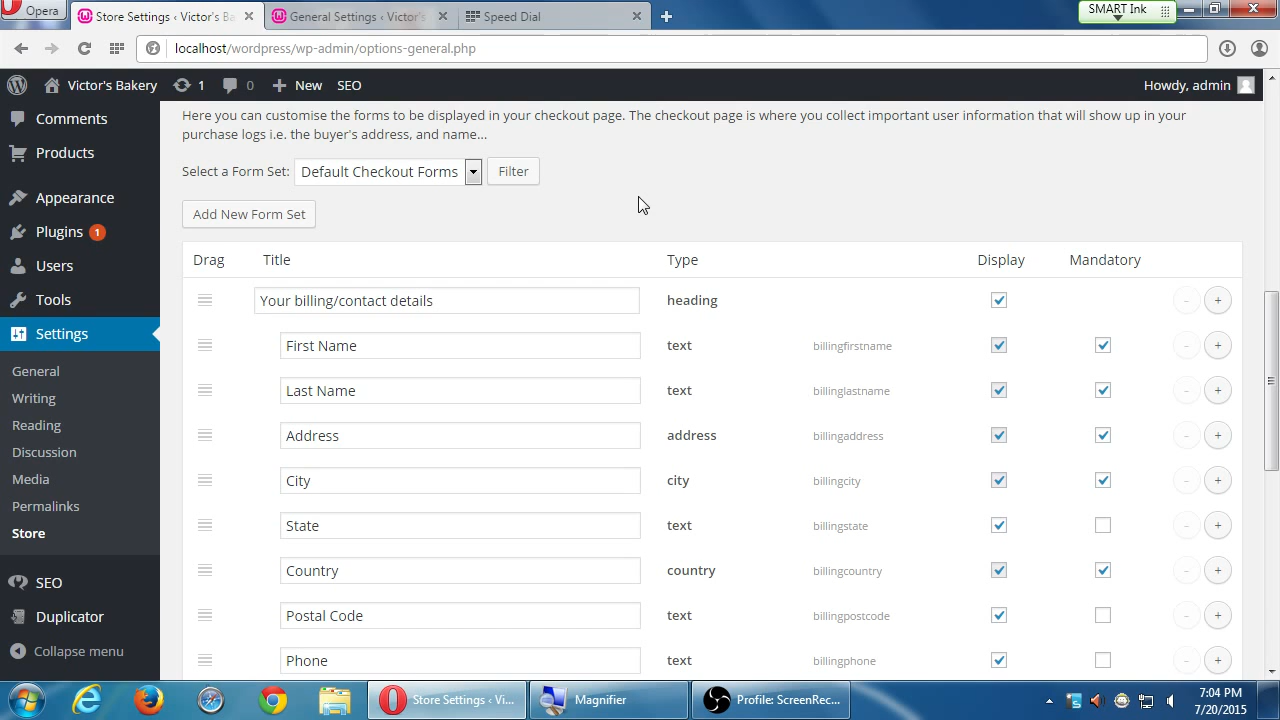 Opera
Store Settings ‹ Victor's Ba
General Settings ‹ Victor's
Speed Dial
SMART Ink
localhost/wordpress/wp-admin/options-general.php
Victor's Bakery
1
0
New
SEO
Howdy, admin
Comments
Products
Appearance
Plugins 1
Users
Tools
Settings
General
Writing
Reading
Discussion
Media
Permalinks
Store
SEO
Duplicator
Collapse menu
Here you can customise the forms to be displayed in your checkout page. The checkout page is where you collect important user information that will show up in your
purchase logs i.e. the buyer's address, and name...
Select a Form Set: Default Checkout Forms Filter
Add New Form Set
Drag Title Type Display Mandatory
Your billing/contact details heading - +
First Name text billingfirstname - +
Last Name text billinglastname - +
Address address billingaddress - +
City city billingcity - +
State text billingstate - +
Country country billingcountry - +
Postal Code text billingpostcode - +
Phone text billingphone - +
Store Settings ‹ Vi...
Magnifier
Profile: ScreenRec...
7:04 PM
7/20/2015